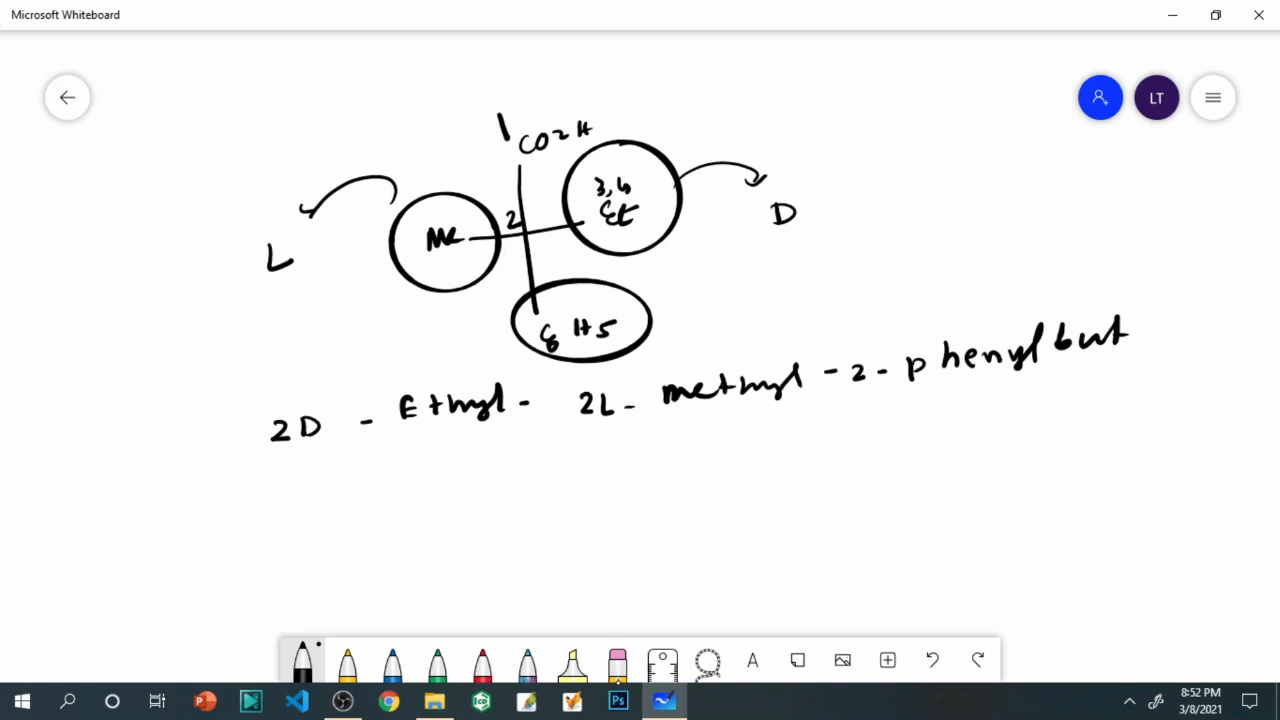 Microsoft Whiteboard
LT
1
CO2H
3,4
Me 2 Et
L D
C6H5
2D - Ethyl - 2L - methyl - 2 - phenylbut
A
Ps
8:52 PM
3/8/2021